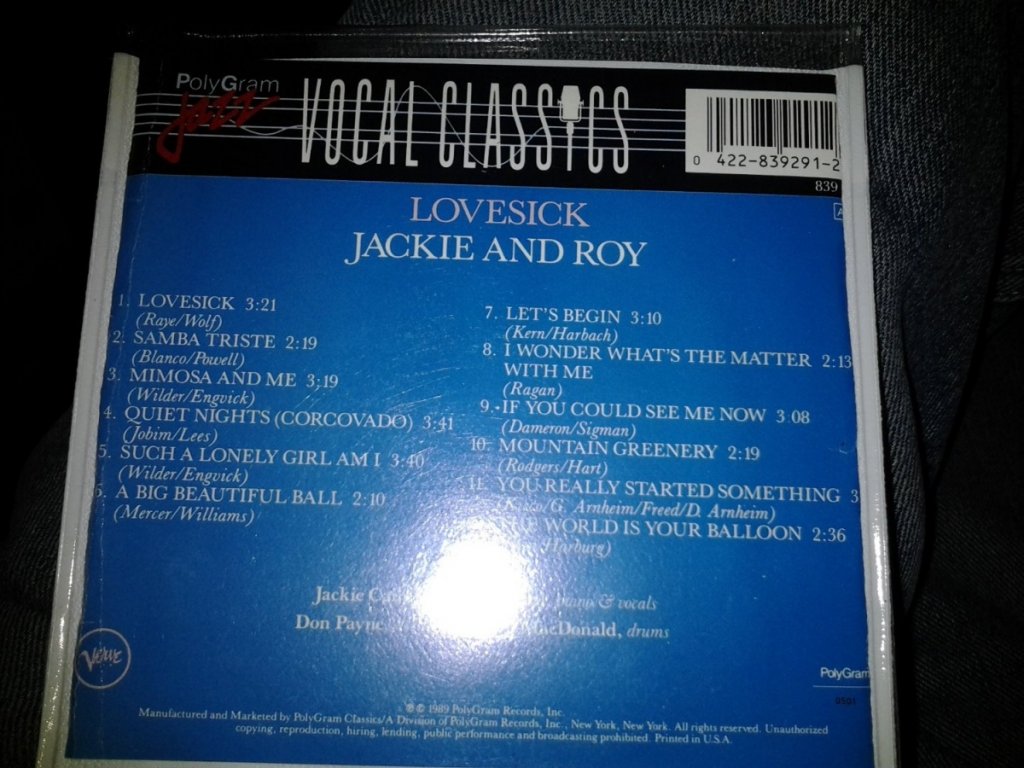 PolyGram
jazz
VOCAL CLASSICS
0 422-839291-2
839
LOVESICK
JACKIE AND ROY
1. LOVESICK 3:21
(Raye/Wolf)
2. SAMBA TRISTE 2:19
(Blanco/Powell)
3. MIMOSA AND ME 3:19
(Wilder/Engvick)
4. QUIET NIGHTS (CORCOVADO) 3:41
(Jobim/Lees)
5. SUCH A LONELY GIRL AM I 3:40
(Wilder/Engvick)
6. A BIG BEAUTIFUL BALL 2:10
(Mercer/Williams)
7. LET'S BEGIN 3:10
(Kern/Harbach)
8. I WONDER WHAT'S THE MATTER 2:13
WITH ME
(Ragan)
9. IF YOU COULD SEE ME NOW 3:08
(Dameron/Sigman)
10. MOUNTAIN GREENERY 2:19
(Rodgers/Hart)
11. YOU REALLY STARTED SOMETHING 3
G. Arnheim/Freed/D. Arnheim)
THE WORLD IS YOUR BALLOON 2:36
Harburg)
Jackie piano & vocals
Don Payne, McDonald, drums
VERVE
PolyGram
0501
℗ © 1989 PolyGram Records, Inc.
Manufactured and Marketed by PolyGram Classics/A Division of PolyGram Records, Inc., New York, New York. All rights reserved. Unauthorized
copying, reproduction, hiring, lending, public performance and broadcasting prohibited. Printed in U.S.A.